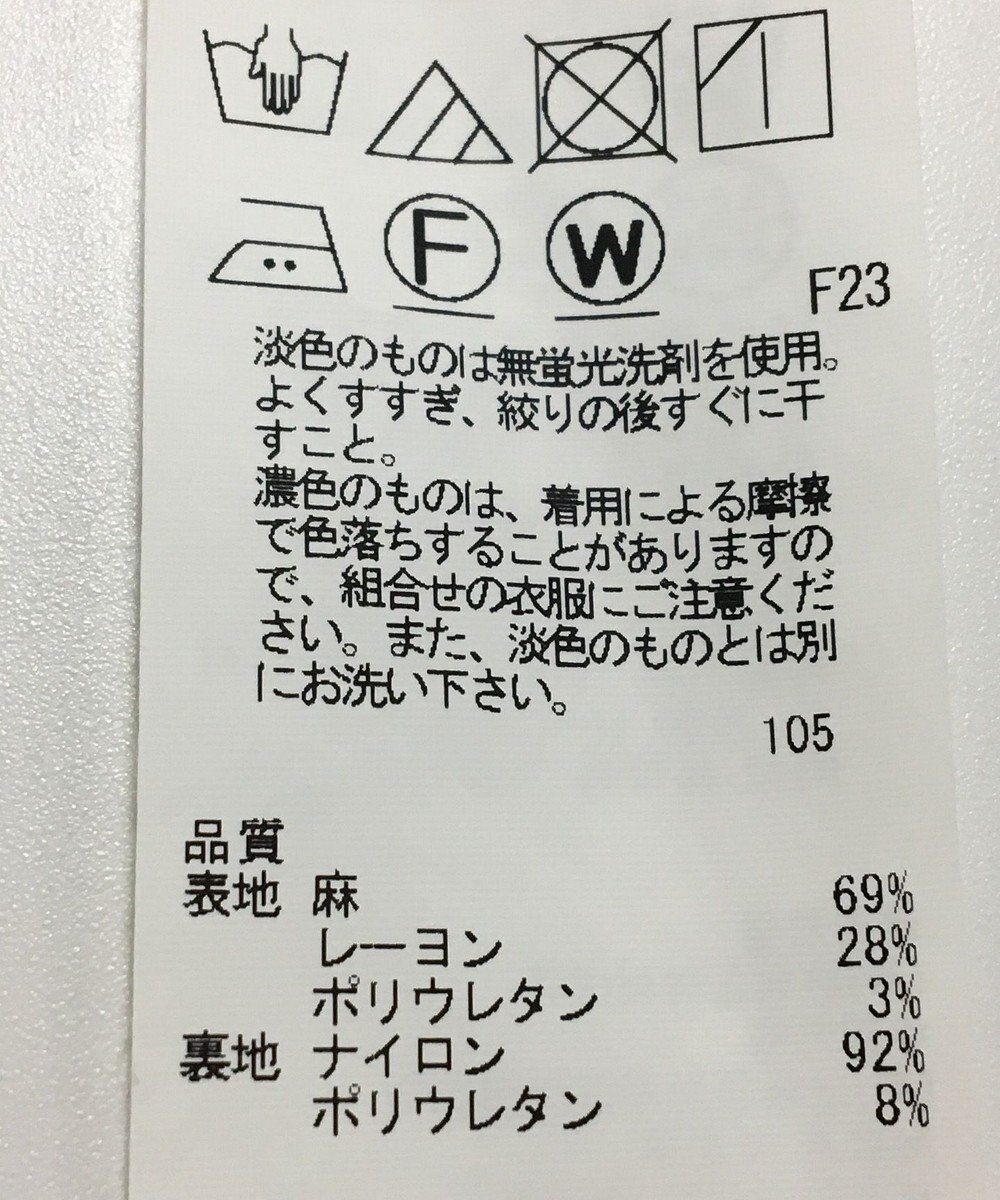 F W
F23
淡色のものは無蛍光洗剤を使用。
よくすすぎ、絞りの後すぐに干
すこと。
濃色のものは、着用による摩擦
で色落ちすることがありますの
で、組合せの衣服にご注意くだ
さい。また、淡色のものとは別
にお洗い下さい。
105
品質
表地 麻 69%
レーヨン 28%
ポリウレタン 3%
裏地 ナイロン 92%
ポリウレタン 8%